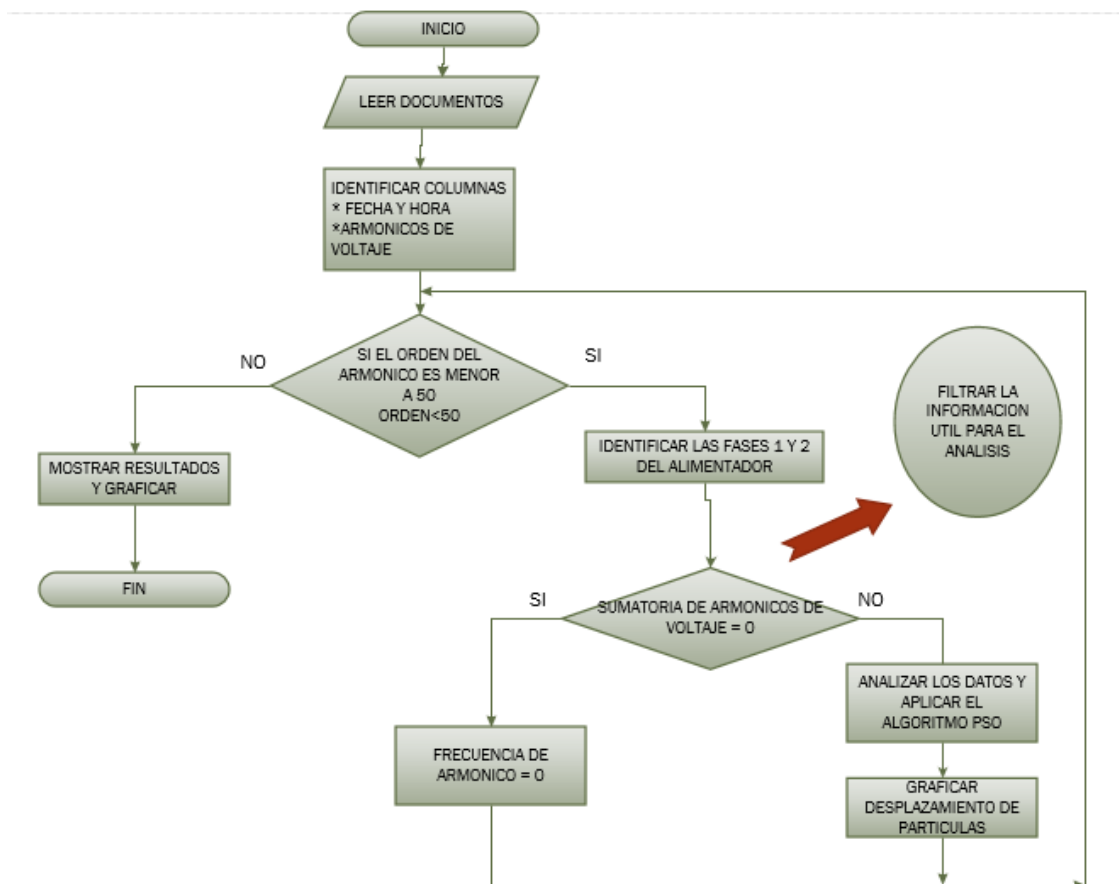 INICIO
LEER DOCUMENTOS
IDENTIFICAR COLUMNAS
* FECHA Y HORA
*ARMONICOS DE
VOLTAJE
NO
SI EL ORDEN DEL
ARMONICO ES MENOR
A 50
ORDEN<50
SI
FILTRAR LA
INFORMACION
UTIL PARA EL
ANALISIS
MOSTRAR RESULTADOS
Y GRAFICAR
IDENTIFICAR LAS FASES 1 Y 2
DEL ALIMENTADOR
FIN
SI
SUMATORIA DE ARMONICOS DE
VOLTAJE = 0
NO
FRECUENCIA DE
ARMONICO = 0
ANALIZAR LOS DATOS Y
APLICAR EL
ALGORITMO PSO
GRAFICAR
DESPLAZAMIENTO DE
PARTICULAS